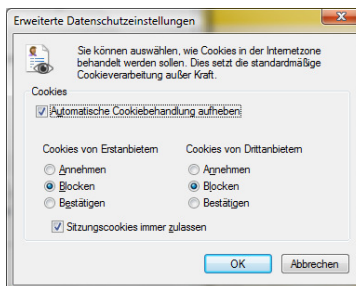 Erweiterte Datenschutzeinstellungen
Sie können auswählen, wie Cookies in der Internetzone
behandelt werden sollen. Dies setzt die standardmäßige
Cookieverarbeitung außer Kraft.
Cookies
Automatische Cookiebehandlung aufheben
Cookies von Erstanbietern Cookies von Drittanbietern
Annehmen Annehmen
Blocken Blocken
Bestätigen Bestätigen
Sitzungscookies immer zulassen
OK Abbrechen